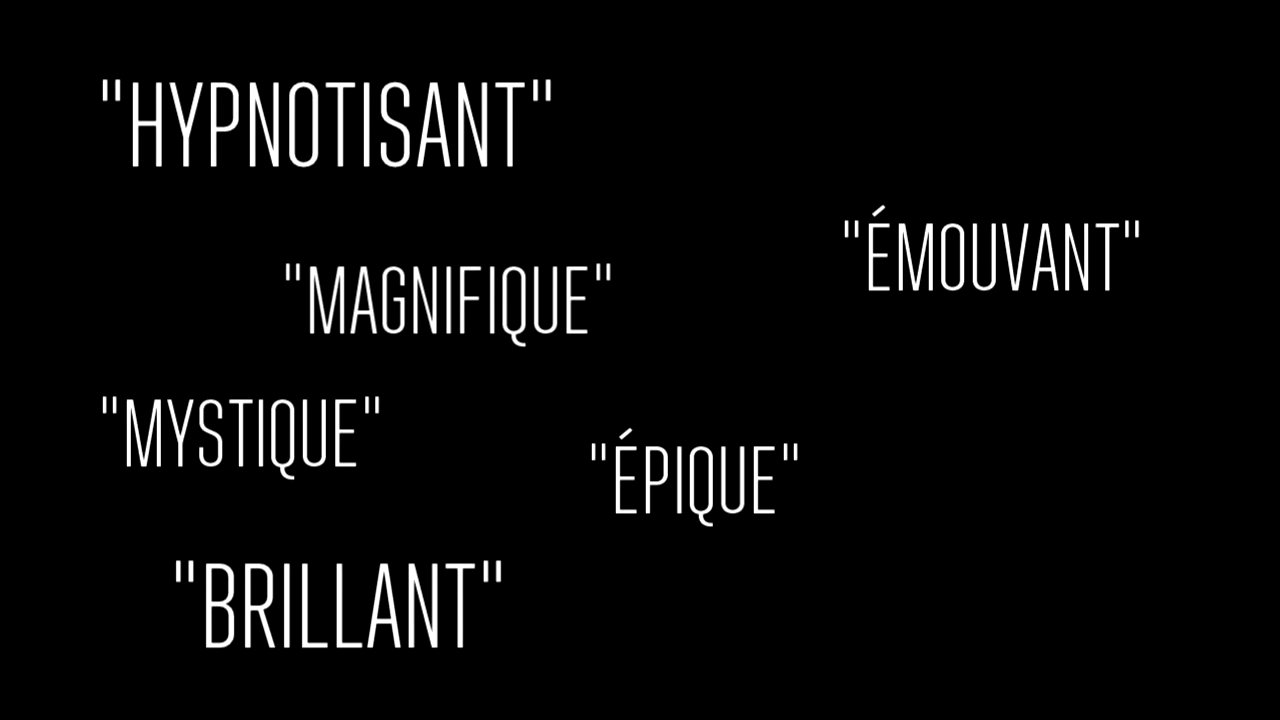 "HYPNOTISANT"
"ÉMOUVANT"
"MAGNIFIQUE"
"MYSTIQUE"
"ÉPIQUE"
"BRILLANT"